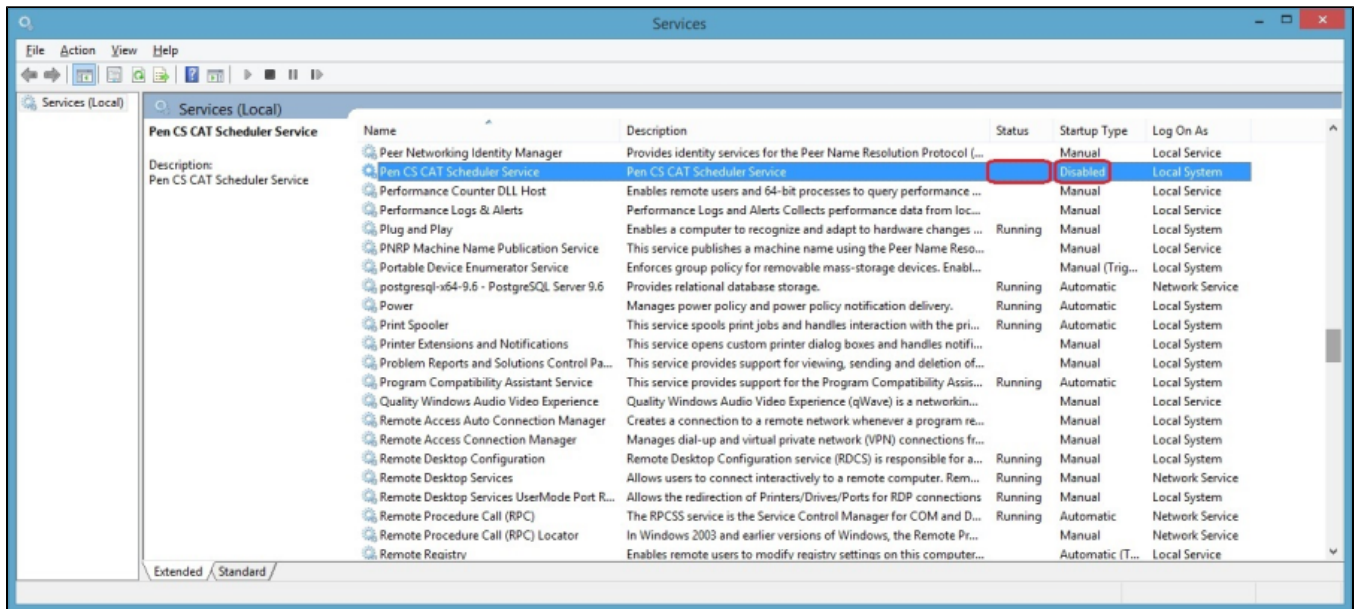 Services
File Action View Help
Services (Local)
Services (Local)
Pen CS CAT Scheduler Service
Description:
Pen CS CAT Scheduler Service
Name Description Status Startup Type Log On As
Peer Networking Identity Manager Provides identity services for the Peer Name Resolution Protocol (... Manual Local Service
Pen CS CAT Scheduler Service Pen CS CAT Scheduler Service Disabled Local System
Performance Counter DLL Host Enables remote users and 64-bit processes to query performance ... Manual Local Service
Performance Logs & Alerts Performance Logs and Alerts Collects performance data from loc... Manual Local Service
Plug and Play Enables a computer to recognize and adapt to hardware changes ... Running Manual Local System
PNRP Machine Name Publication Service This service publishes a machine name using the Peer Name Reso... Manual Local Service
Portable Device Enumerator Service Enforces group policy for removable mass-storage devices. Enabl... Manual (Trig... Local System
postgresql-x64-9.6 - PostgreSQL Server 9.6 Provides relational database storage. Running Automatic Network Service
Power Manages power policy and power policy notification delivery. Running Automatic Local System
Print Spooler This service spools print jobs and handles interaction with the pri... Running Automatic Local System
Printer Extensions and Notifications This service opens custom printer dialog boxes and handles notifi... Manual Local System
Problem Reports and Solutions Control Pa... This service provides support for viewing, sending and deletion of... Manual Local System
Program Compatibility Assistant Service This service provides support for the Program Compatibility Assis... Running Automatic Local System
Quality Windows Audio Video Experience Quality Windows Audio Video Experience (qWave) is a networkin... Manual Local Service
Remote Access Auto Connection Manager Creates a connection to a remote network whenever a program re... Manual Local System
Remote Access Connection Manager Manages dial-up and virtual private network (VPN) connections fr... Manual Local System
Remote Desktop Configuration Remote Desktop Configuration service (RDCS) is responsible for a... Running Manual Local System
Remote Desktop Services Allows users to connect interactively to a remote computer. Rem... Running Manual Network Service
Remote Desktop Services UserMode Port R... Allows the redirection of Printers/Drives/Ports for RDP connections Running Manual Local System
Remote Procedure Call (RPC) The RPCSS service is the Service Control Manager for COM and D... Running Automatic Network Service
Remote Procedure Call (RPC) Locator In Windows 2003 and earlier versions of Windows, the Remote Pr... Manual Network Service
Remote Registry Enables remote users to modify registry settings on this computer... Automatic (T... Local Service
Extended Standard